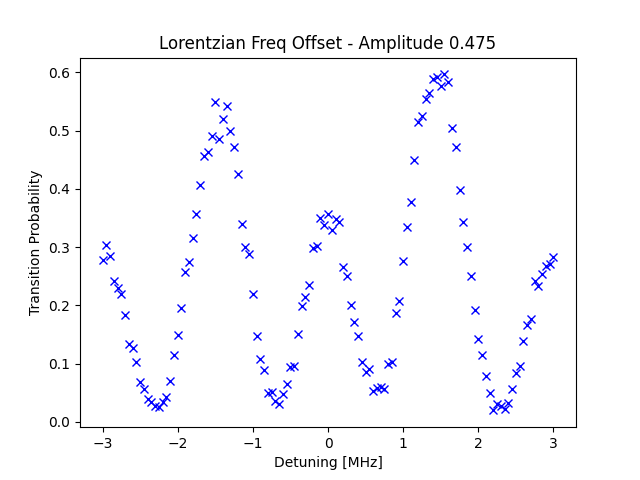 Lorentzian Freq Offset - Amplitude 0.475
Transition Probability
0.6
0.5
0.4
0.3
0.2
0.1
0.0
−3 −2 −1 0 1 2 3
Detuning [MHz]